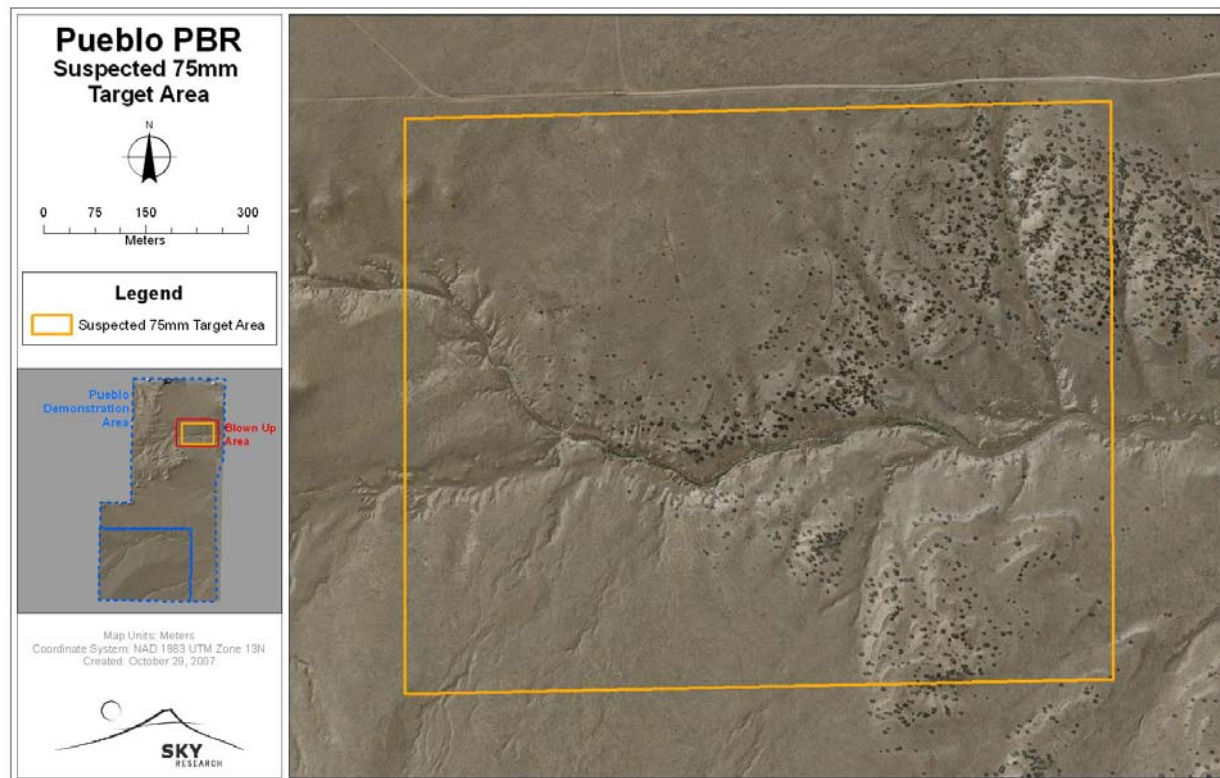 Pueblo PBR
Suspected 75mm
Target Area
N
0 75 150 300
Meters
Legend
Suspected 75mm Target Area
Pueblo
Demonstration
Area
Blown Up
Area
Map Units: Meters
Coordinate System: NAD 1983 UTM Zone 13N
Created: October 29, 2007
SKY
RESEARCH